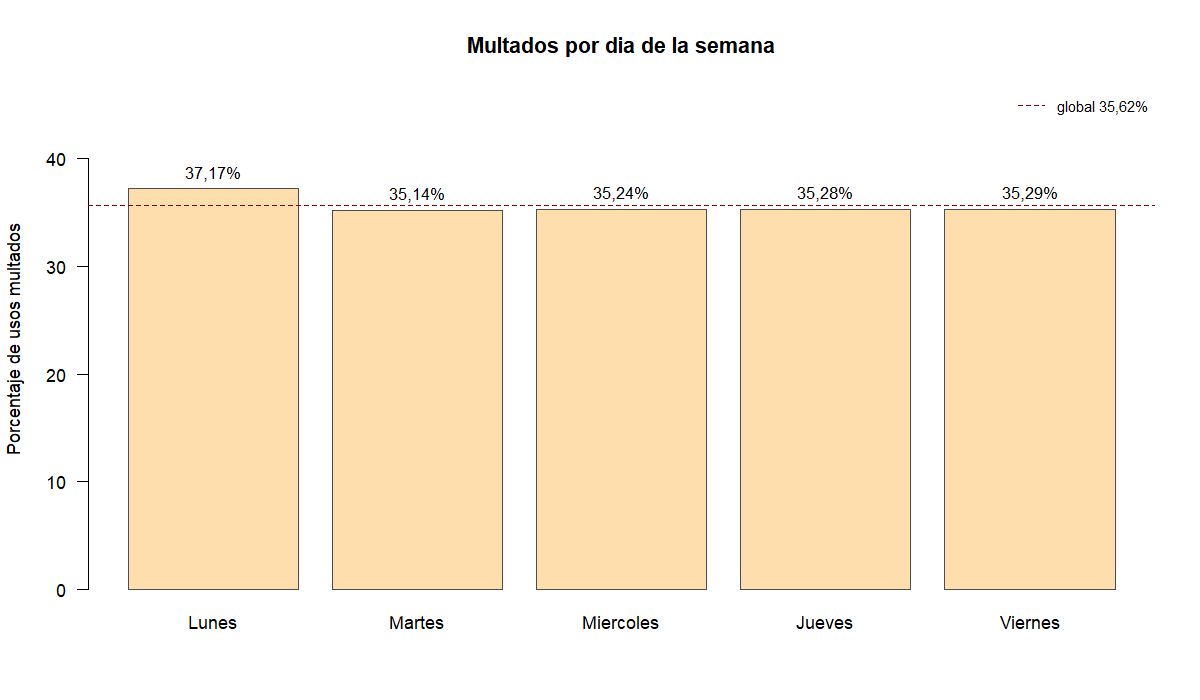 Multados por dia de la semana
global 35,62%
Porcentaje de usos multados
40
30
20
10
0
37,17%
35,14%
35,24%
35,28%
35,29%
Lunes
Martes
Miercoles
Jueves
Viernes